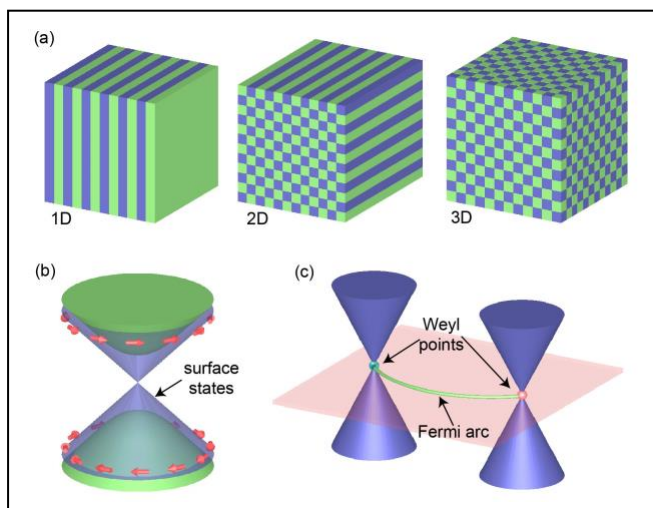 (a)
1D
2D
3D
(b)
surface
states
(c)
Weyl
points
Fermi arc